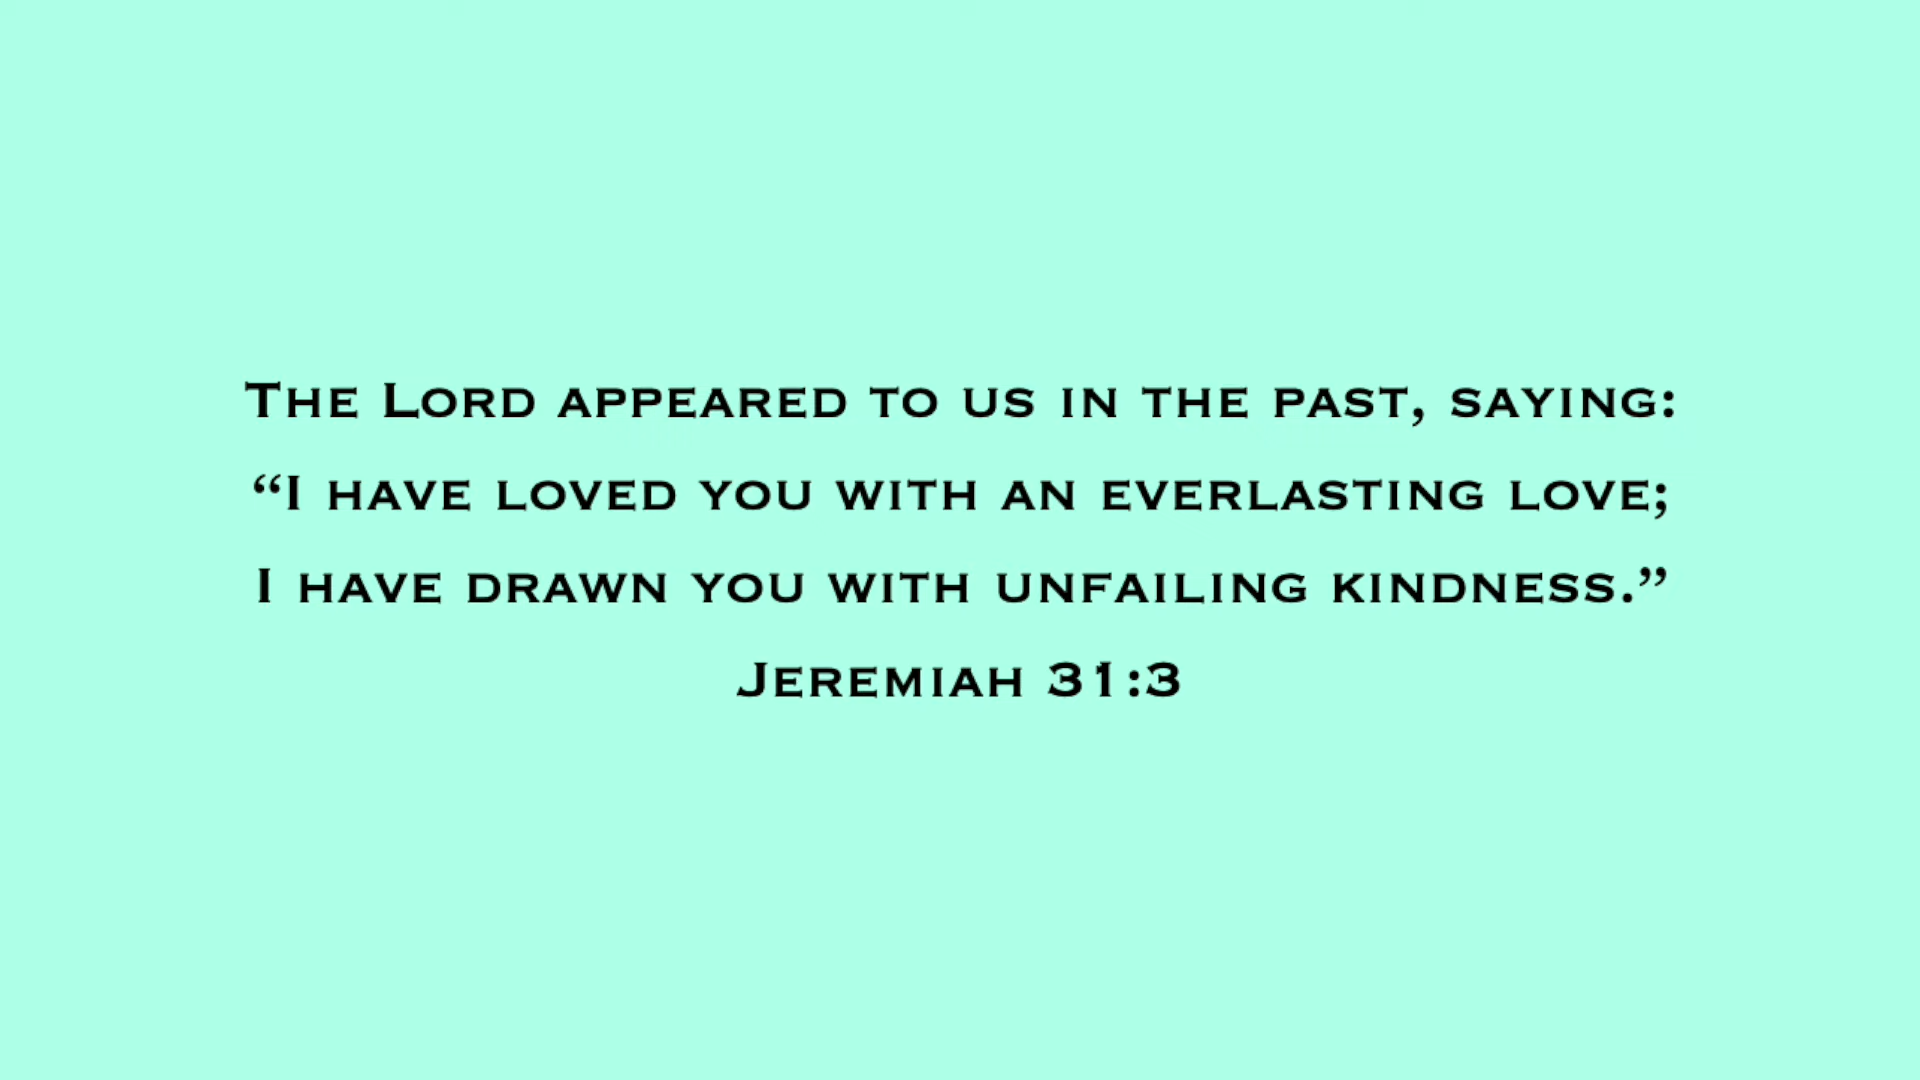 The Lord appeared to us in the past, saying:
“I have loved you with an everlasting love;
I have drawn you with unfailing kindness.”
Jeremiah 31:3